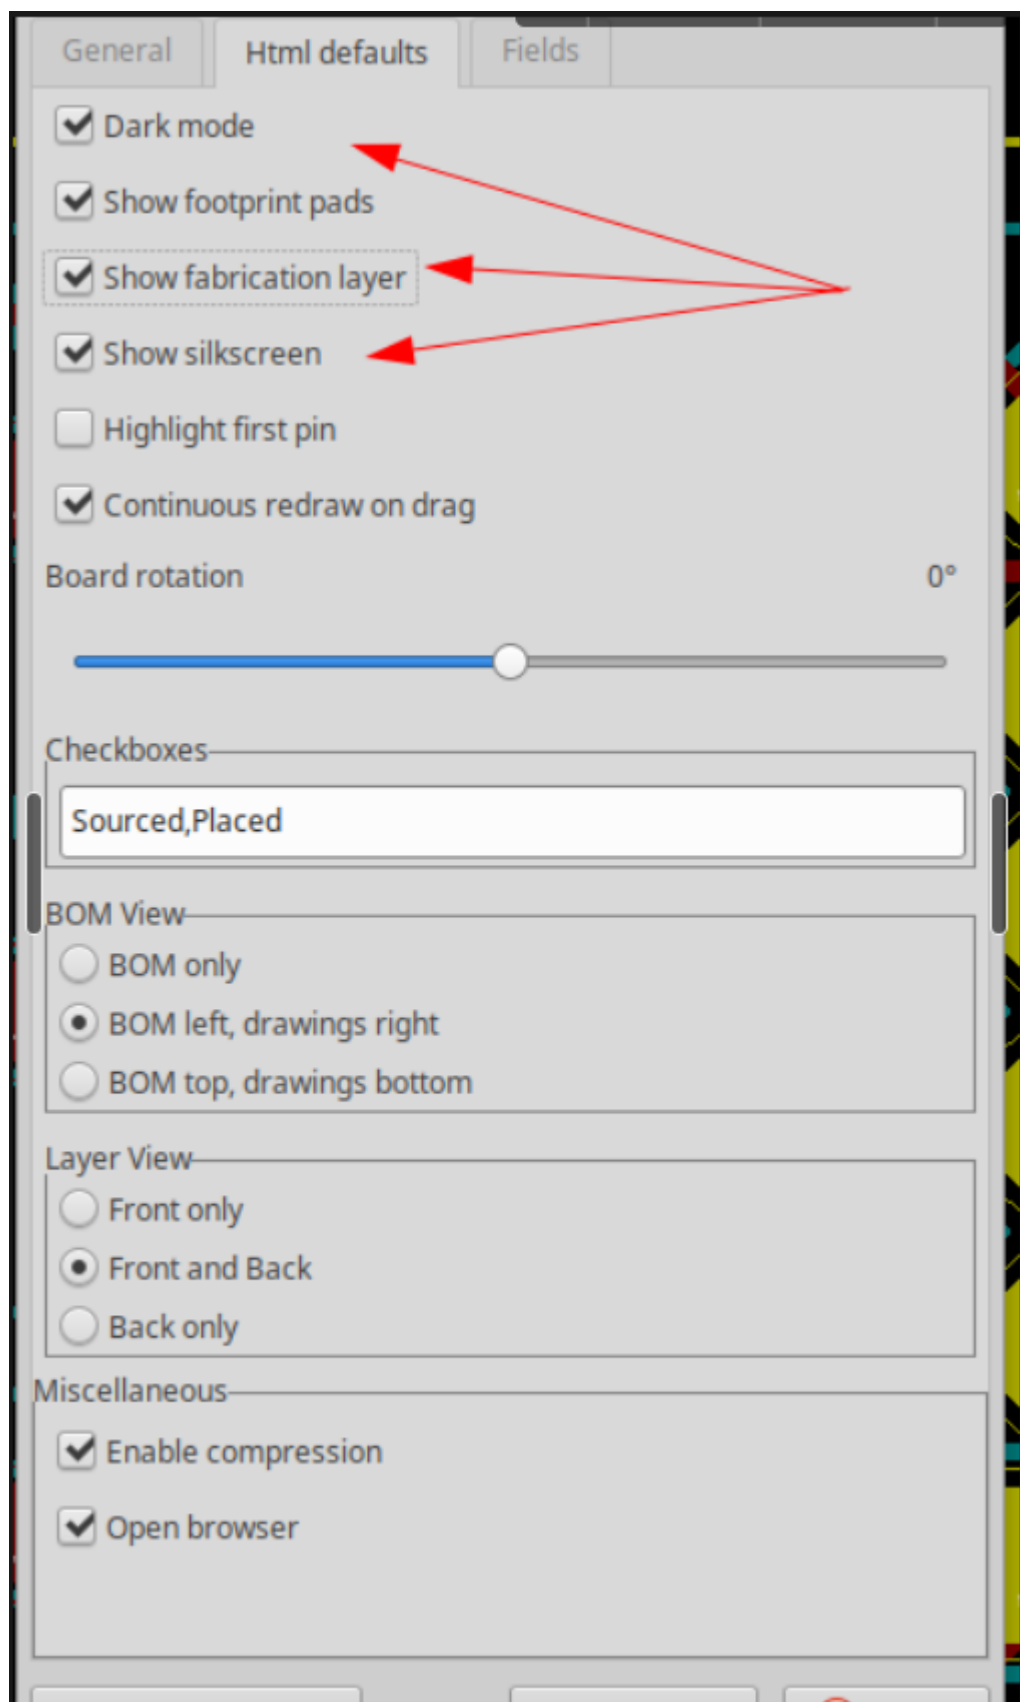 General Html defaults Fields
Dark mode
Show footprint pads
Show fabrication layer
Show silkscreen
Highlight first pin
Continuous redraw on drag
Board rotation 0°
Checkboxes
Sourced,Placed
BOM View
BOM only
BOM left, drawings right
BOM top, drawings bottom
Layer View
Front only
Front and Back
Back only
Miscellaneous
Enable compression
Open browser